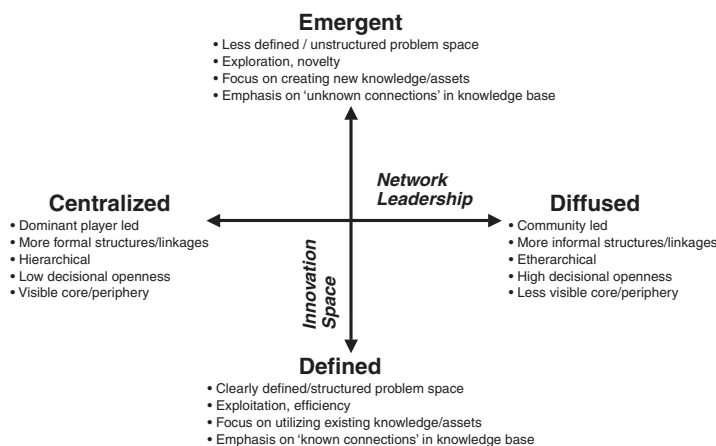 Emergent
• Less defined / unstructured problem space
• Exploration, novelty
• Focus on creating new knowledge/assets
• Emphasis on ‘unknown connections’ in knowledge base
Network
Leadership
Centralized
• Dominant player led
• More formal structures/linkages
• Hierarchical
• Low decisional openness
• Visible core/periphery
Diffused
• Community led
• More informal structures/linkages
• Etherarchical
• High decisional openness
• Less visible core/periphery
Innovation
Space
Defined
• Clearly defined/structured problem space
• Exploitation, efficiency
• Focus on utilizing existing knowledge/assets
• Emphasis on ‘known connections’ in knowledge base